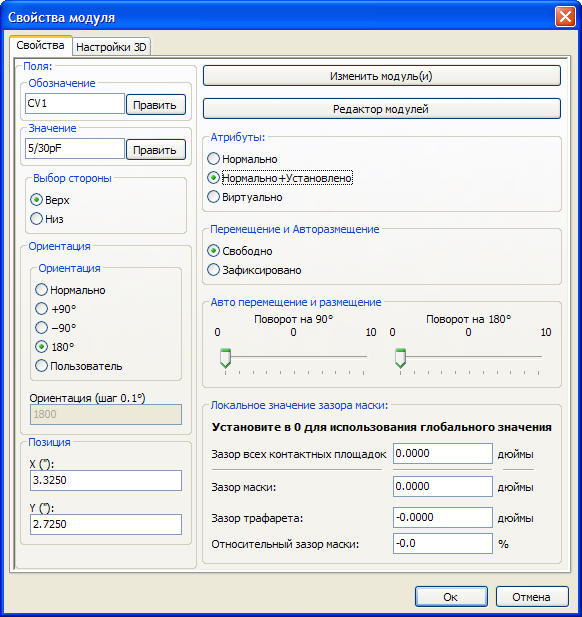 Свойства модуля
Свойства
Настройки 3D
Поля:
Обозначение
CV1
Править
Значение
5/30pF
Править
Выбор стороны
Верх
Низ
Ориентация
Ориентация
Нормально
+90°
−90°
180°
Пользователь
Ориентация (шаг 0.1°)
1800
Позиция
X ("):
3.3250
Y ("):
2.7250
Изменить модуль(и)
Редактор модулей
Атрибуты:
Нормально
Нормально+Установлено
Виртуально
Перемещение и Авторазмещение
Свободно
Зафиксировано
Авто перемещение и размещение
Поворот на 90°
0 0 10
Поворот на 180°
0 0 10
Локальное значение зазора маски:
Установите в 0 для использования глобального значения
Зазор всех контактных площадок 0.0000 дюймы
Зазор маски: 0.0000 дюймы
Зазор трафарета: -0.0000 дюймы
Относительный зазор маски: -0.0 %
Ок
Отмена